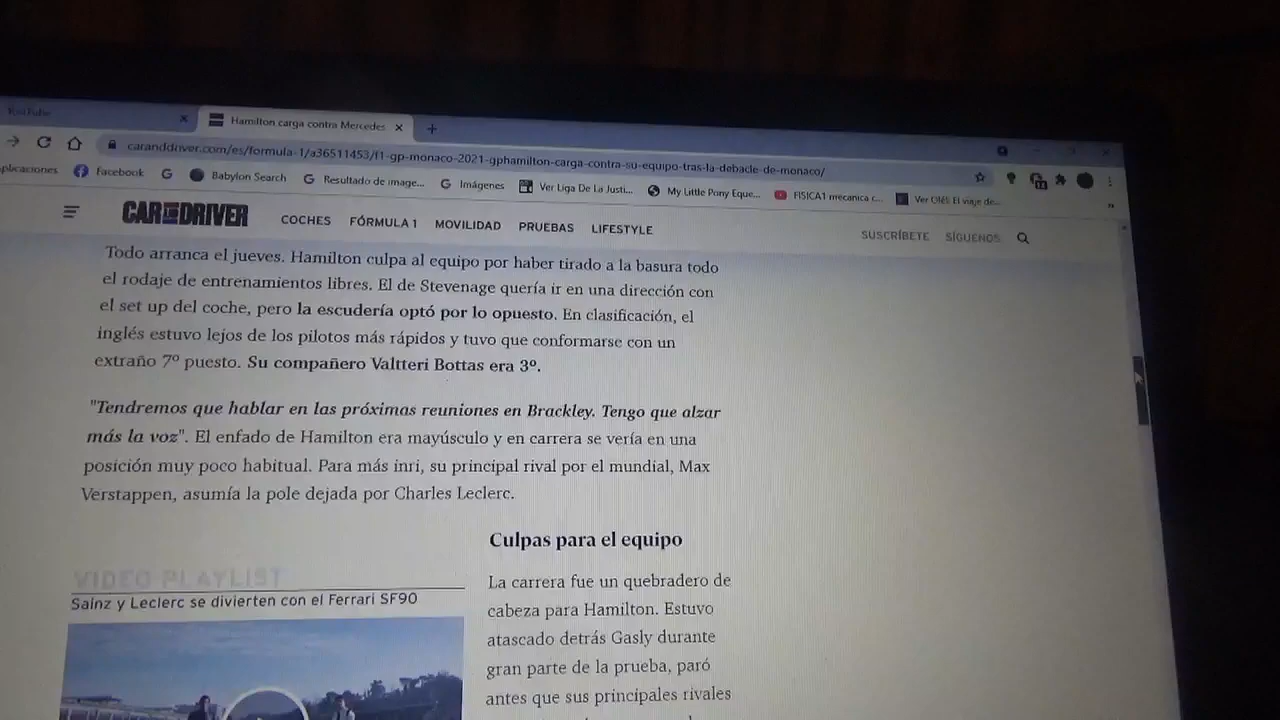 YouTube
Hamilton carga contra Mercedes
caranddriver.com/es/formula-1/a36511453/f1-gp-monaco-2021-gphamilton-carga-contra-su-equipo-tras-la-debacle-de-monaco/
plicaciones Facebook Babylon Search Resultado de image... Imágenes Ver Liga De La Justi... My Little Pony Eque... FISICA1 mecanica c... Ver Olé! El viaje de...
CAR AND DRIVER COCHES FÓRMULA 1 MOVILIDAD PRUEBAS LIFESTYLE SUSCRÍBETE SÍGUENOS
Todo arranca el jueves. Hamilton culpa al equipo por haber tirado a la basura todo
el rodaje de entrenamientos libres. El de Stevenage quería ir en una dirección con
el set up del coche, pero la escudería optó por lo opuesto. En clasificación, el
inglés estuvo lejos de los pilotos más rápidos y tuvo que conformarse con un
extraño 7º puesto. Su compañero Valtteri Bottas era 3º.
"Tendremos que hablar en las próximas reuniones en Brackley. Tengo que alzar
más la voz". El enfado de Hamilton era mayúsculo y en carrera se vería en una
posición muy poco habitual. Para más inri, su principal rival por el mundial, Max
Verstappen, asumía la pole dejada por Charles Leclerc.
VIDEO PLAYLIST
Sainz y Leclerc se divierten con el Ferrari SF90
Culpas para el equipo
La carrera fue un quebradero de
cabeza para Hamilton. Estuvo
atascado detrás Gasly durante
gran parte de la prueba, paró
antes que sus principales rivales